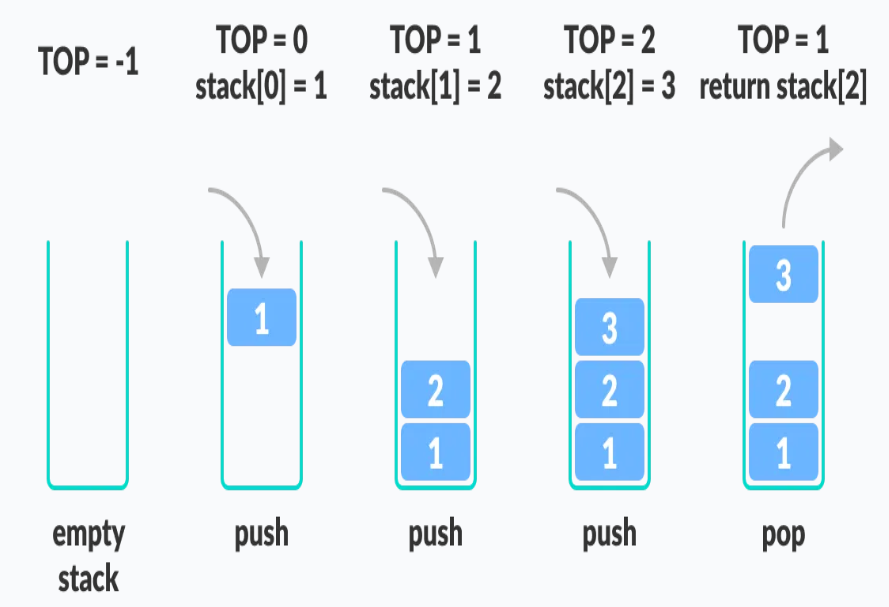 TOP = -1
TOP = 0
stack[0] = 1
TOP = 1
stack[1] = 2
TOP = 2
stack[2] = 3
TOP = 1
return stack[2]
1
2
1
3
2
1
3
2
1
empty
stack
push
push
push
pop